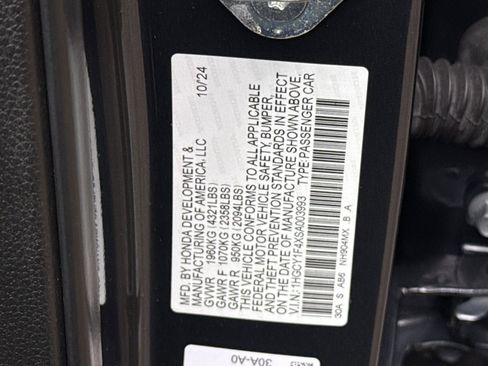 MFD. BY HONDA DEVELOPMENT & 10/'24
MANUFACTURING OF AMERICA, LLC
GVWR 1960KG (4321LBS)
GAWR F 1070KG (2358LBS)
GAWR R 950KG (2094LBS)
THIS VEHICLE CONFORMS TO ALL APPLICABLE
FEDERAL MOTOR VEHICLE SAFETY, BUMPER,
AND THEFT PREVENTION STANDARDS IN EFFECT
ON THE DATE OF MANUFACTURE SHOWN ABOVE.
V.I.N.: 1HGCY1F4XSA003993 TYPE:PASSENGER CAR
30A S AB6 NH904MX B A
30A-A0